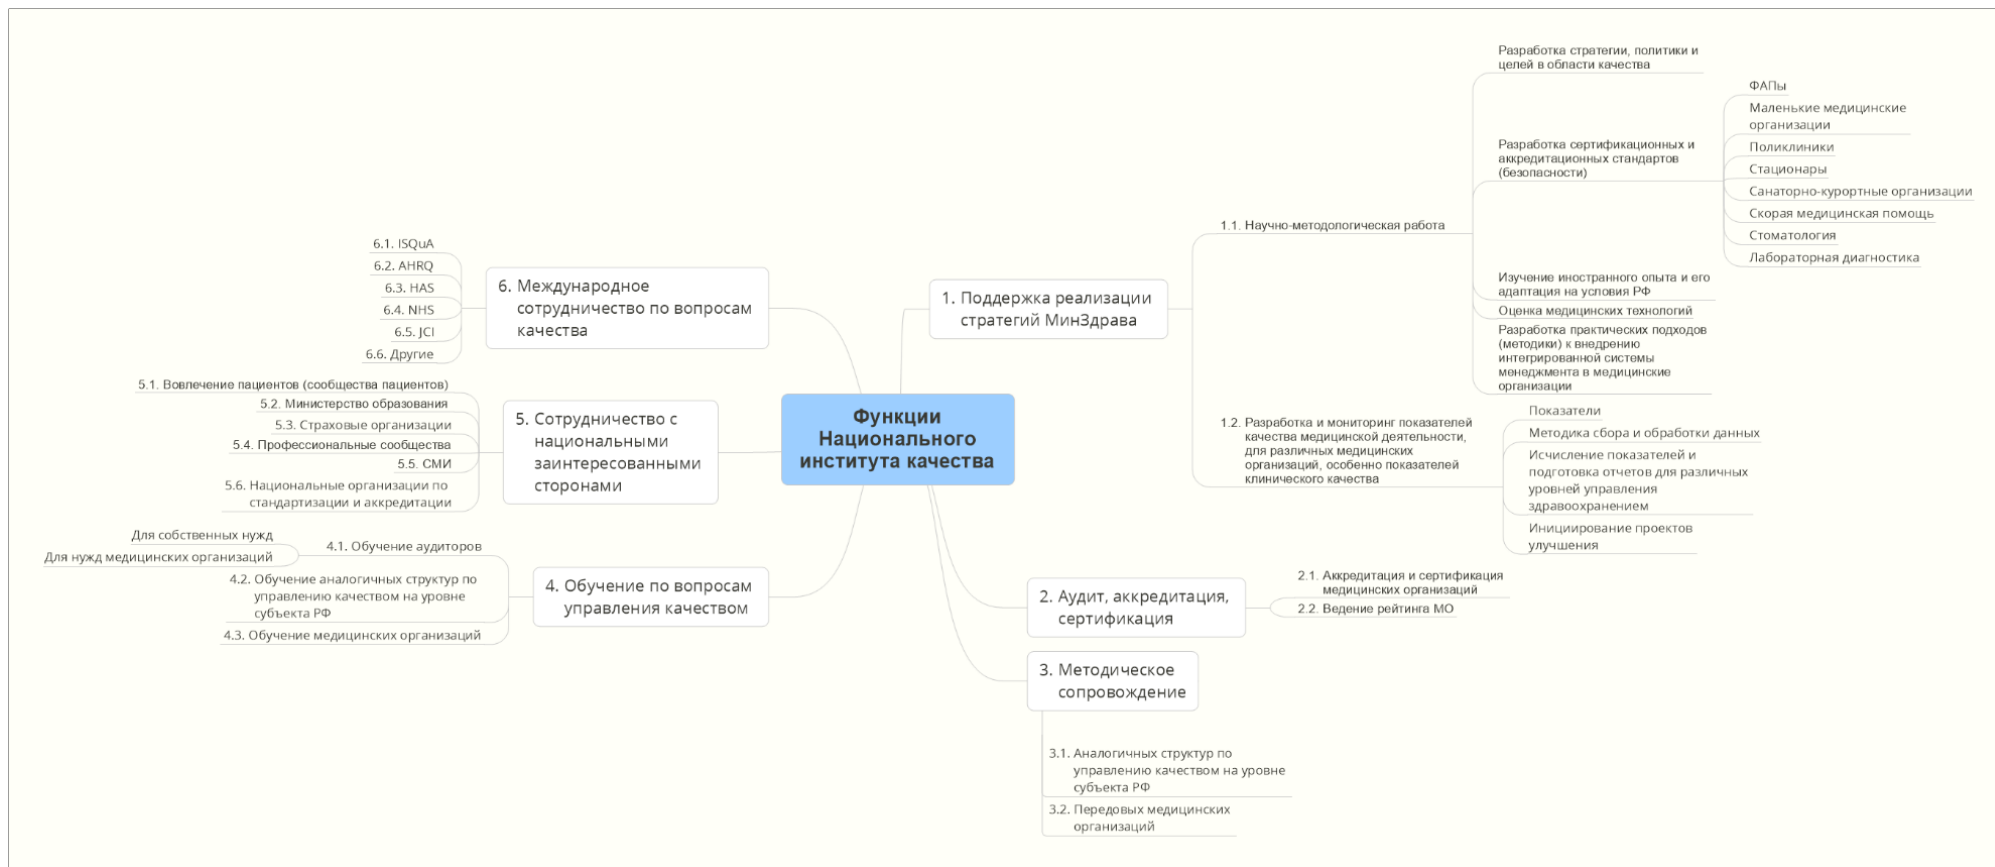 Функции
Национального
института качества
1. Поддержка реализации
стратегий МинЗдрава
1.1. Научно-методологическая работа
Разработка стратегии, политики и
целей в области качества
Разработка сертификационных и
аккредитационных стандартов
(безопасности)
ФАПы
Маленькие медицинские
организации
Поликлиники
Стационары
Санаторно-курортные организации
Скорая медицинская помощь
Стоматология
Лабораторная диагностика
Изучение иностранного опыта и его
адаптация на условия РФ
Оценка медицинских технологий
Разработка практических подходов
(методики) к внедрению
интегрированной системы
менеджмента в медицинские
организации
1.2. Разработка и мониторинг показателей
качества медицинской деятельности,
для различных медицинских
организаций, особенно показателей
клинического качества
Показатели
Методика сбора и обработки данных
Исчисление показателей и
подготовка отчетов для различных
уровней управления
здравоохранением
Инициирование проектов
улучшения
2. Аудит, аккредитация,
сертификация
2.1. Аккредитация и сертификация
медицинских организаций
2.2. Ведение рейтинга МО
3. Методическое
сопровождение
3.1. Аналогичных структур по
управлению качеством на уровне
субъекта РФ
3.2. Передовых медицинских
организаций
4. Обучение по вопросам
управления качеством
4.1. Обучение аудиторов
Для собственных нужд
Для нужд медицинских организаций
4.2. Обучение аналогичных структур по
управлению качеством на уровне
субъекта РФ
4.3. Обучение медицинских организаций
5. Сотрудничество с
национальными
заинтересованными
сторонами
5.1. Вовлечение пациентов (сообщества пациентов)
5.2. Министерство образования
5.3. Страховые организации
5.4. Профессиональные сообщества
5.5. СМИ
5.6. Национальные организации по
стандартизации и аккредитации
6. Международное
сотрудничество по вопросам
качества
6.1. ISQuA
6.2. AHRQ
6.3. HAS
6.4. NHS
6.5. JCI
6.6. Другие